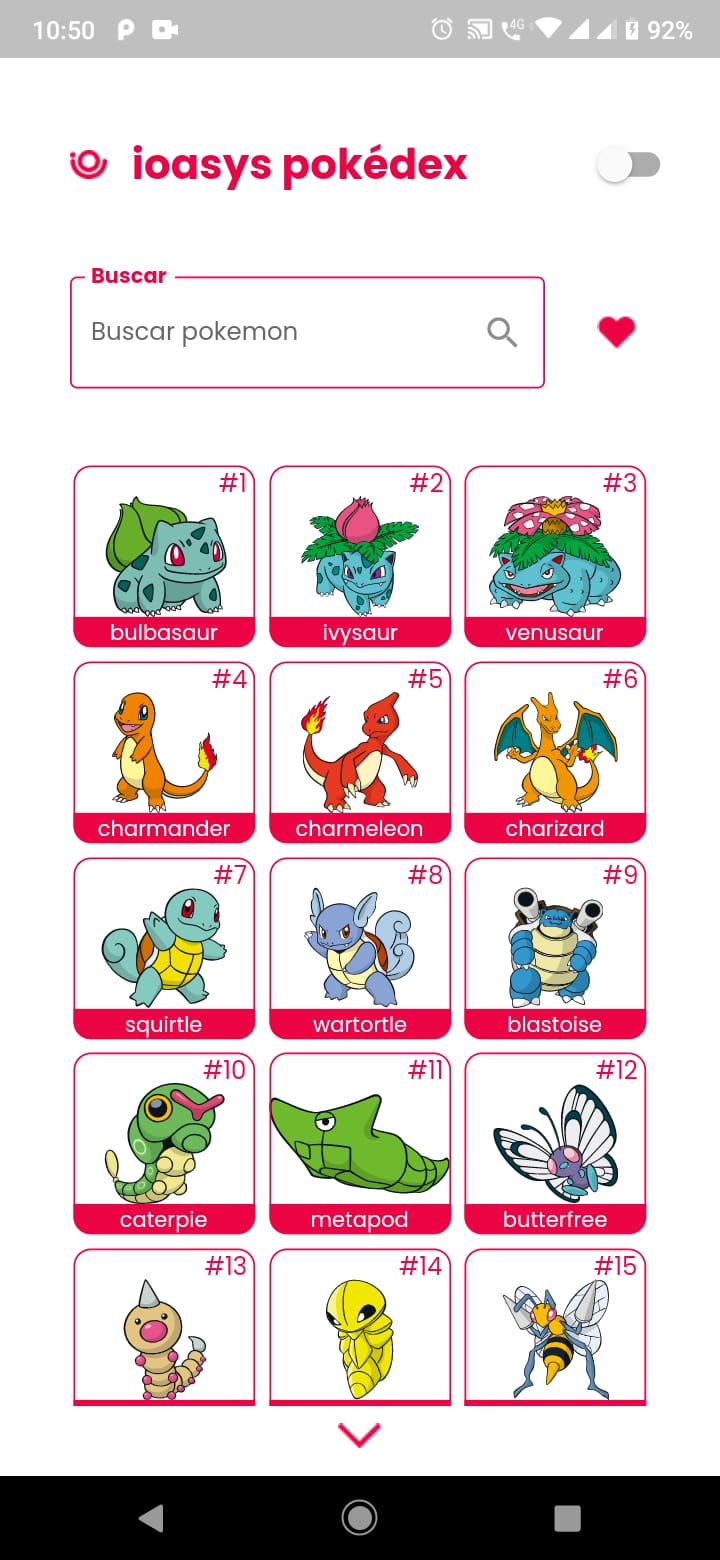 10:50
4G
92%
ioasys pokédex
Buscar
Buscar pokemon
#1
#2
#3
bulbasaur
ivysaur
venusaur
#4
#5
#6
charmander
charmeleon
charizard
#7
#8
#9
squirtle
wartortle
blastoise
#10
#11
#12
caterpie
metapod
butterfree
#13
#14
#15